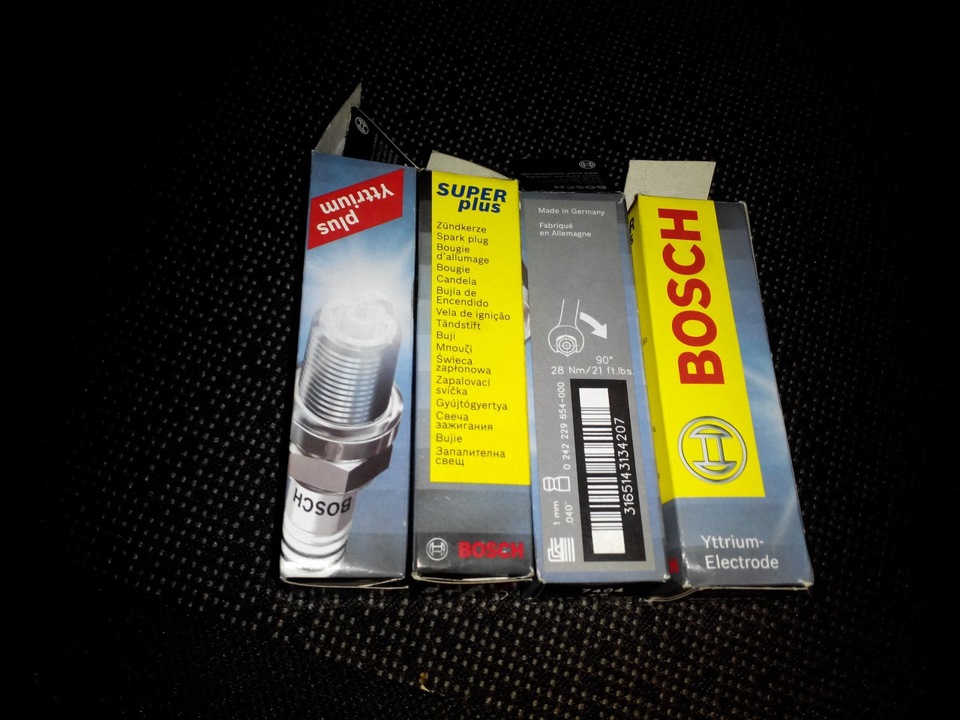 plus
Yttrium
BOSCH
SUPER
plus
Zündkerze
Spark plug
Bougie
d'allumage
Bougie
Candela
Bujía de
Encendido
Vela de ignição
Tändstift
Buji
Μπουζί
Świeca
zapłonowa
Zapalovací
svíčka
Gyújtógyertya
Свеча
зажигания
Bujie
Запалителна
свещ
BOSCH
Made in Germany
Fabriqué
en Allemagne
90°
28 Nm/21 ft.lbs.
0 242 229 654-000
1 mm
.040"
3165143134207
7404
BOSCH
Yttrium-
Electrode